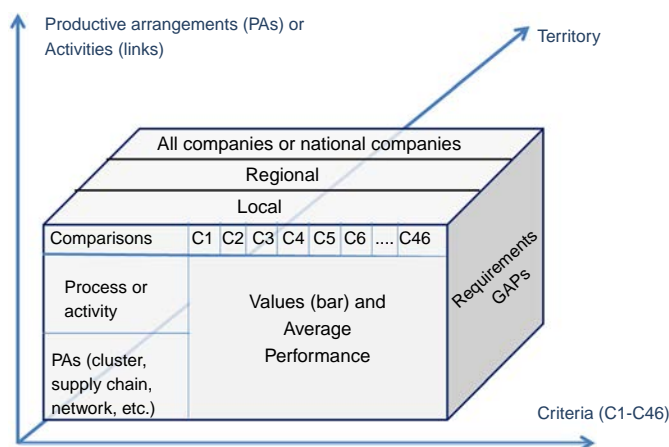 Productive arrangements (PAs) or
Activities (links)
Territory
All companies or national companies
Regional
Local
Comparisons C1 C2 C3 C4 C5 C6 .... C46
Process or
activity
Values (bar) and
Average
Performance
PAs (cluster,
supply chain,
network, etc.)
Requirements
GAPs
Criteria (C1-C46)